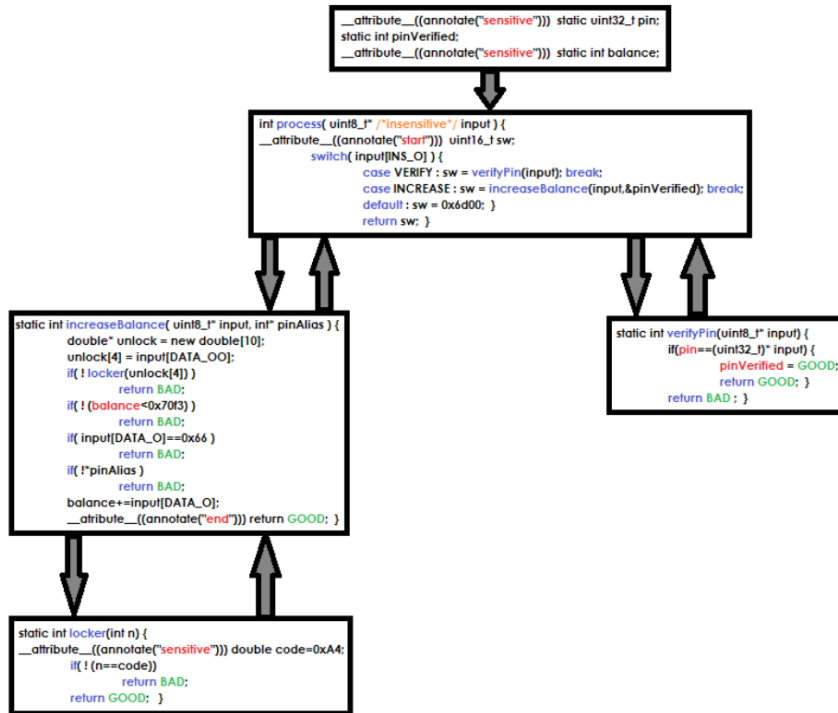 __attribute__((annotate("sensitive"))) static uint32_t pin;
static int pinVerified;
__attribute__((annotate("sensitive"))) static int balance;
int process( uint8_t* /*insensitive*/ input ) {
__attribute__((annotate("start"))) uint16_t sw;
switch( input[INS_O] ) {
case VERIFY : sw = verifyPin(input); break;
case INCREASE : sw = increaseBalance(input,&pinVerified); break;
default : sw = 0x6d00; }
return sw; }
static int increaseBalance( uint8_t* input, int* pinAlias ) {
double* unlock = new double[10];
unlock[4] = input[DATA_OO];
if( ! locker(unlock[4]) )
return BAD;
if( ! (balance<0x70f3) )
return BAD;
if( input[DATA_O]==0x66 )
return BAD;
if( !*pinAlias )
return BAD;
balance+=input[DATA_O];
__atribute__((annotate("end"))) return GOOD; }
static int verifyPin(uint8_t* input) {
if(pin==(uint32_t)* input) {
pinVerified = GOOD;
return GOOD; }
return BAD ; }
static int locker(int n) {
__attribute__((annotate("sensitive"))) double code=0xA4;
if( ! (n==code))
return BAD;
return GOOD; }